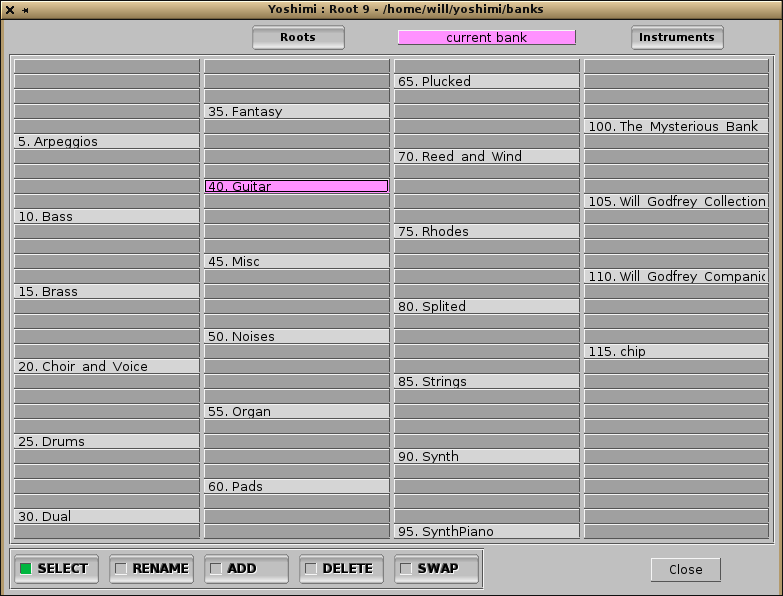 Yoshimi : Root 9 - /home/will/yoshimi/banks
Roots
current bank
Instruments
5. Arpeggios
10. Bass
15. Brass
20. Choir and Voice
25. Drums
30. Dual
35. Fantasy
40. Guitar
45. Misc
50. Noises
55. Organ
60. Pads
65. Plucked
70. Reed and Wind
75. Rhodes
80. Splited
85. Strings
90. Synth
95. SynthPiano
100. The Mysterious Bank
105. Will Godfrey Collection
110. Will Godfrey Companic
115. chip
SELECT
RENAME
ADD
DELETE
SWAP
Close